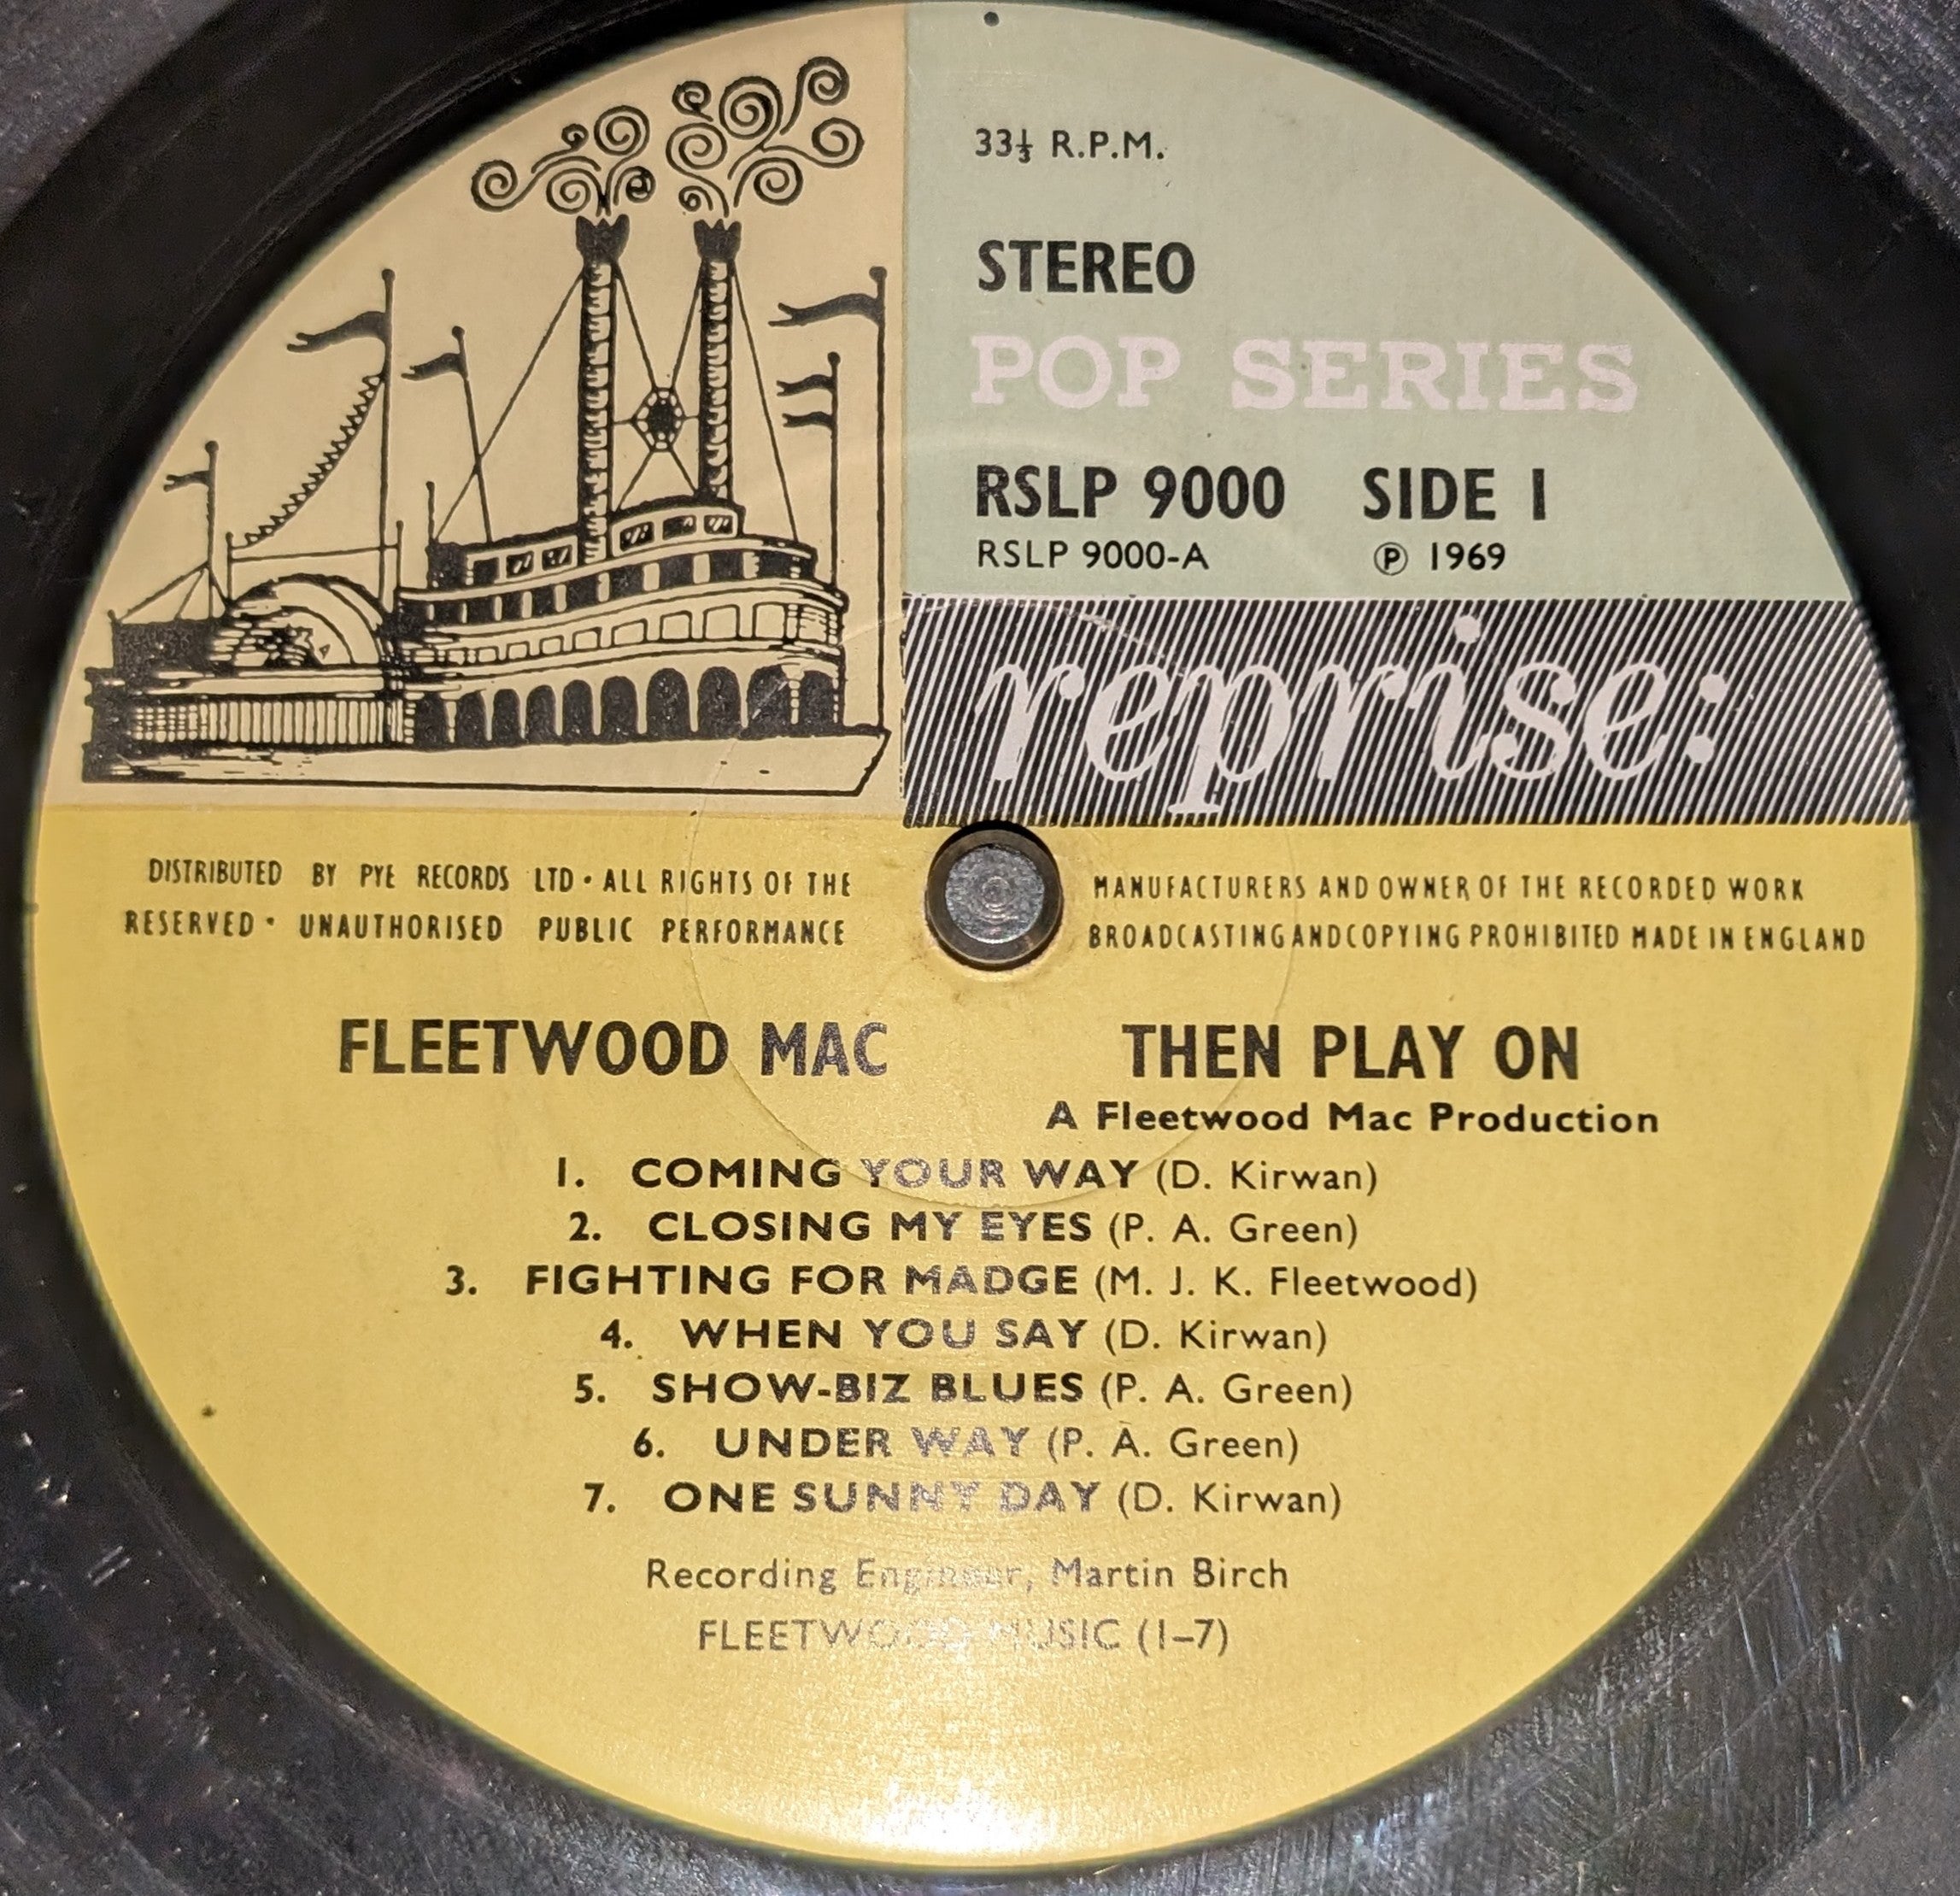 33⅓ R.P.M.
STEREO
POP SERIES
RSLP 9000 SIDE 1
RSLP 9000-A ℗ 1969
reprise:
DISTRIBUTED BY PYE RECORDS LTD • ALL RIGHTS OF THE MANUFACTURERS AND OWNER OF THE RECORDED WORK
RESERVED • UNAUTHORISED PUBLIC PERFORMANCE BROADCASTING AND COPYING PROHIBITED MADE IN ENGLAND
FLEETWOOD MAC THEN PLAY ON
A Fleetwood Mac Production
1. COMING YOUR WAY (D. Kirwan)
2. CLOSING MY EYES (P. A. Green)
3. FIGHTING FOR MADGE (M. J. K. Fleetwood)
4. WHEN YOU SAY (D. Kirwan)
5. SHOW-BIZ BLUES (P. A. Green)
6. UNDER WAY (P. A. Green)
7. ONE SUNNY DAY (D. Kirwan)
Recording Engineer, Martin Birch
FLEETWOOD MUSIC (1–7)